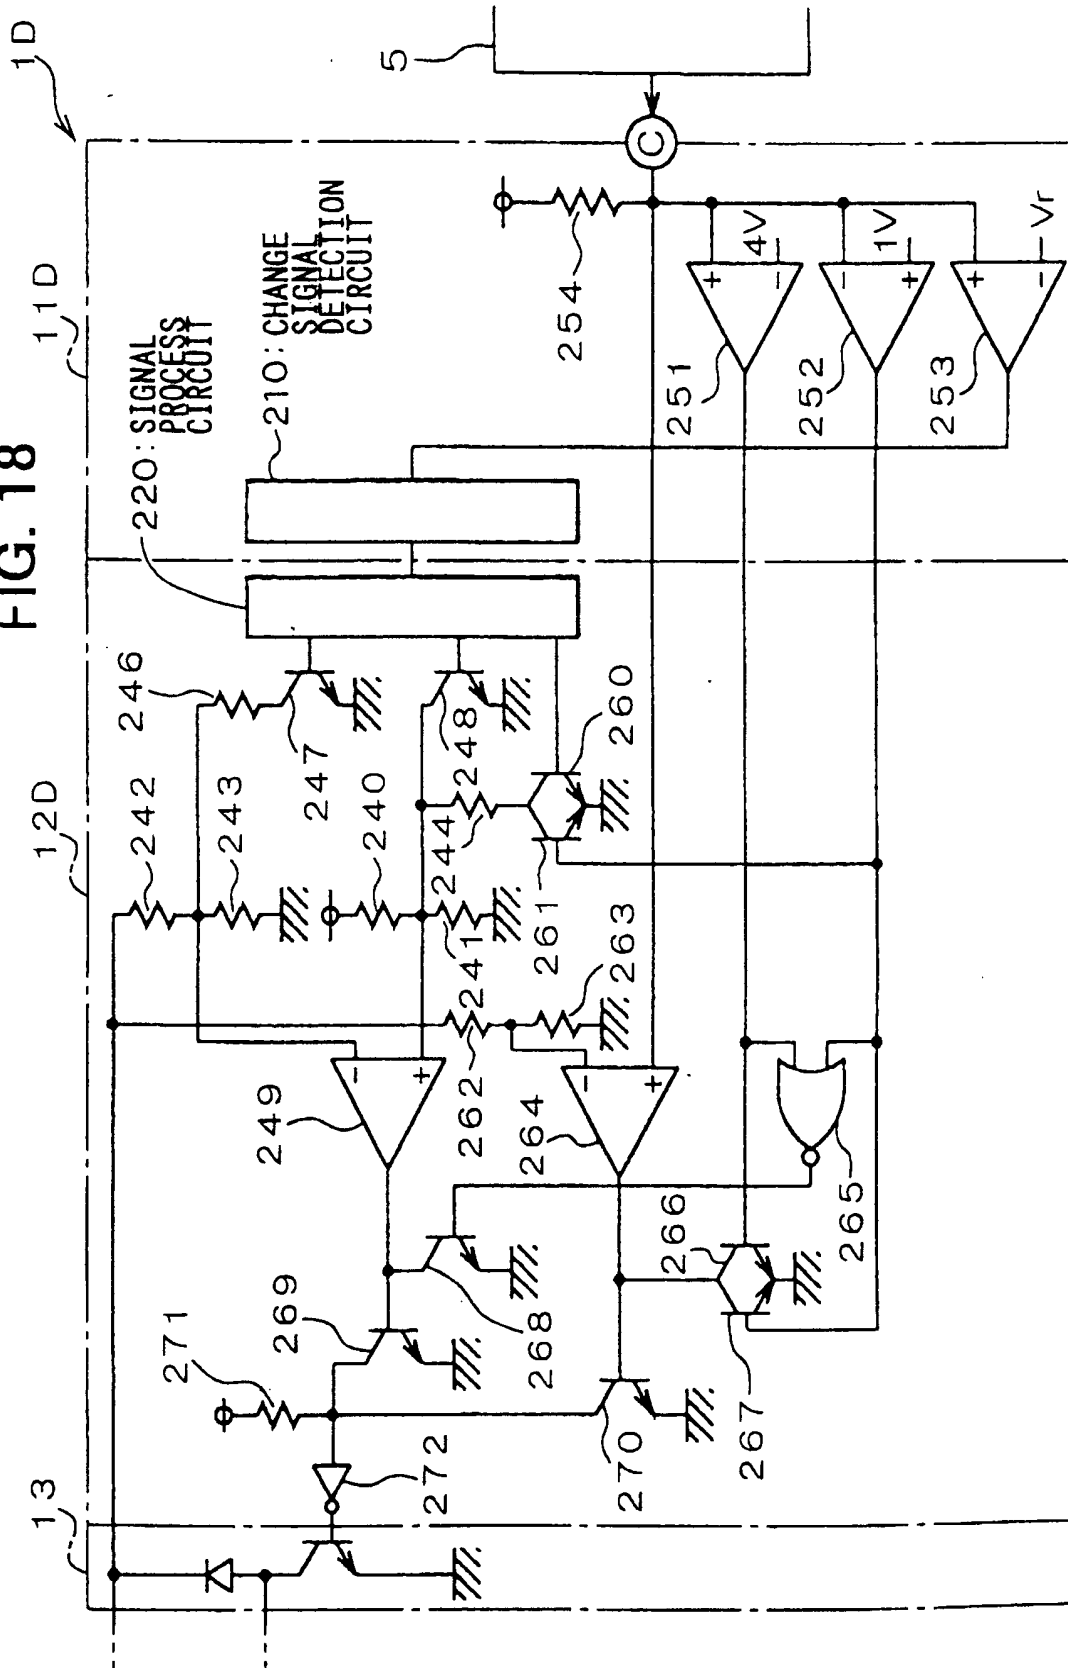 FIG. 18
1D
11D
12D
13
5
220: SIGNAL
PROCESS
CIRCUIT
210: CHANGE
SIGNAL
DETECTION
CIRCUIT
C
254
+
4V
−
251
−
1V
+
252
+
Vr
−
253
246
247
248
242
243
240
241
244
260
261
262
263
−
+
249
−
+
264
265
266
267
268
269
270
271
272